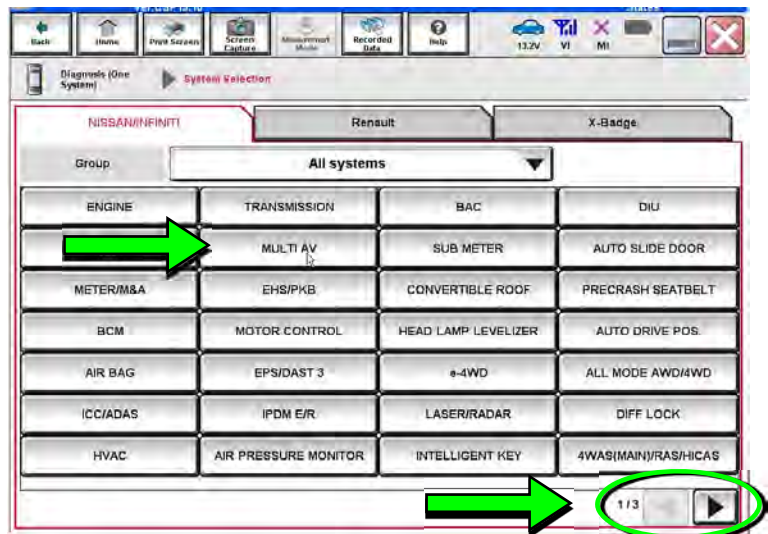 Back Home Print Screen Screen Capture Measurement Mode Recorded Data Help 13.2V VI MI
Diagnosis (One System) System Selection
NISSAN/INFINITI Renault X-Badge
Group All systems
ENGINE TRANSMISSION BAC DIU
MULTI AV SUB METER AUTO SLIDE DOOR
METER/M&A EHS/PKB CONVERTIBLE ROOF PRECRASH SEATBELT
BCM MOTOR CONTROL HEAD LAMP LEVELIZER AUTO DRIVE POS.
AIR BAG EPS/DAST 3 e-4WD ALL MODE AWD/4WD
ICC/ADAS IPDM E/R LASER/RADAR DIFF LOCK
HVAC AIR PRESSURE MONITOR INTELLIGENT KEY 4WAS(MAIN)/RAS/HICAS
1/3